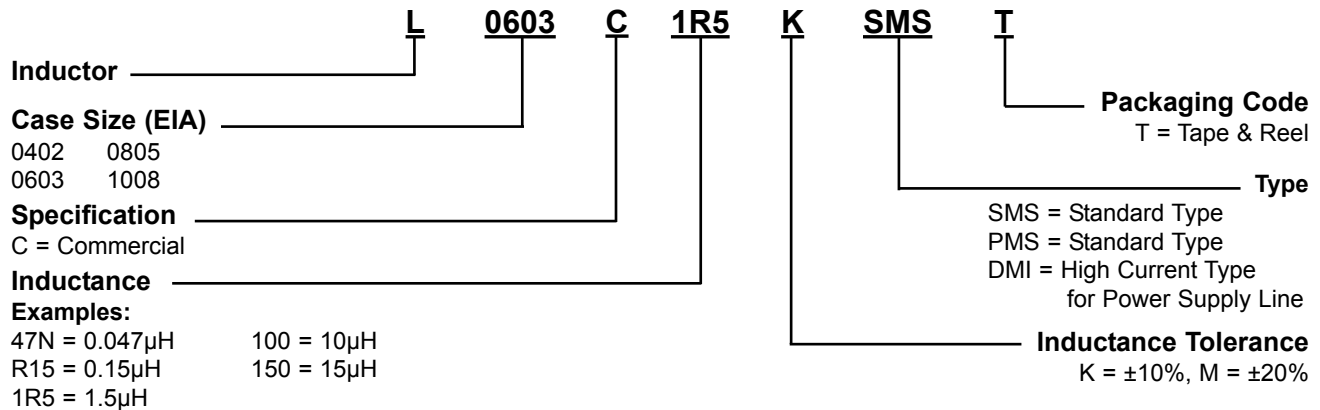 L 0603 C 1R5 K SMS T
Inductor
Case Size (EIA)
0402 0805
0603 1008
Specification
C = Commercial
Inductance
Examples:
47N = 0.047µH 100 = 10µH
R15 = 0.15µH 150 = 15µH
1R5 = 1.5µH
Packaging Code
T = Tape & Reel
Type
SMS = Standard Type
PMS = Standard Type
DMI = High Current Type
for Power Supply Line
Inductance Tolerance
K = ±10%, M = ±20%